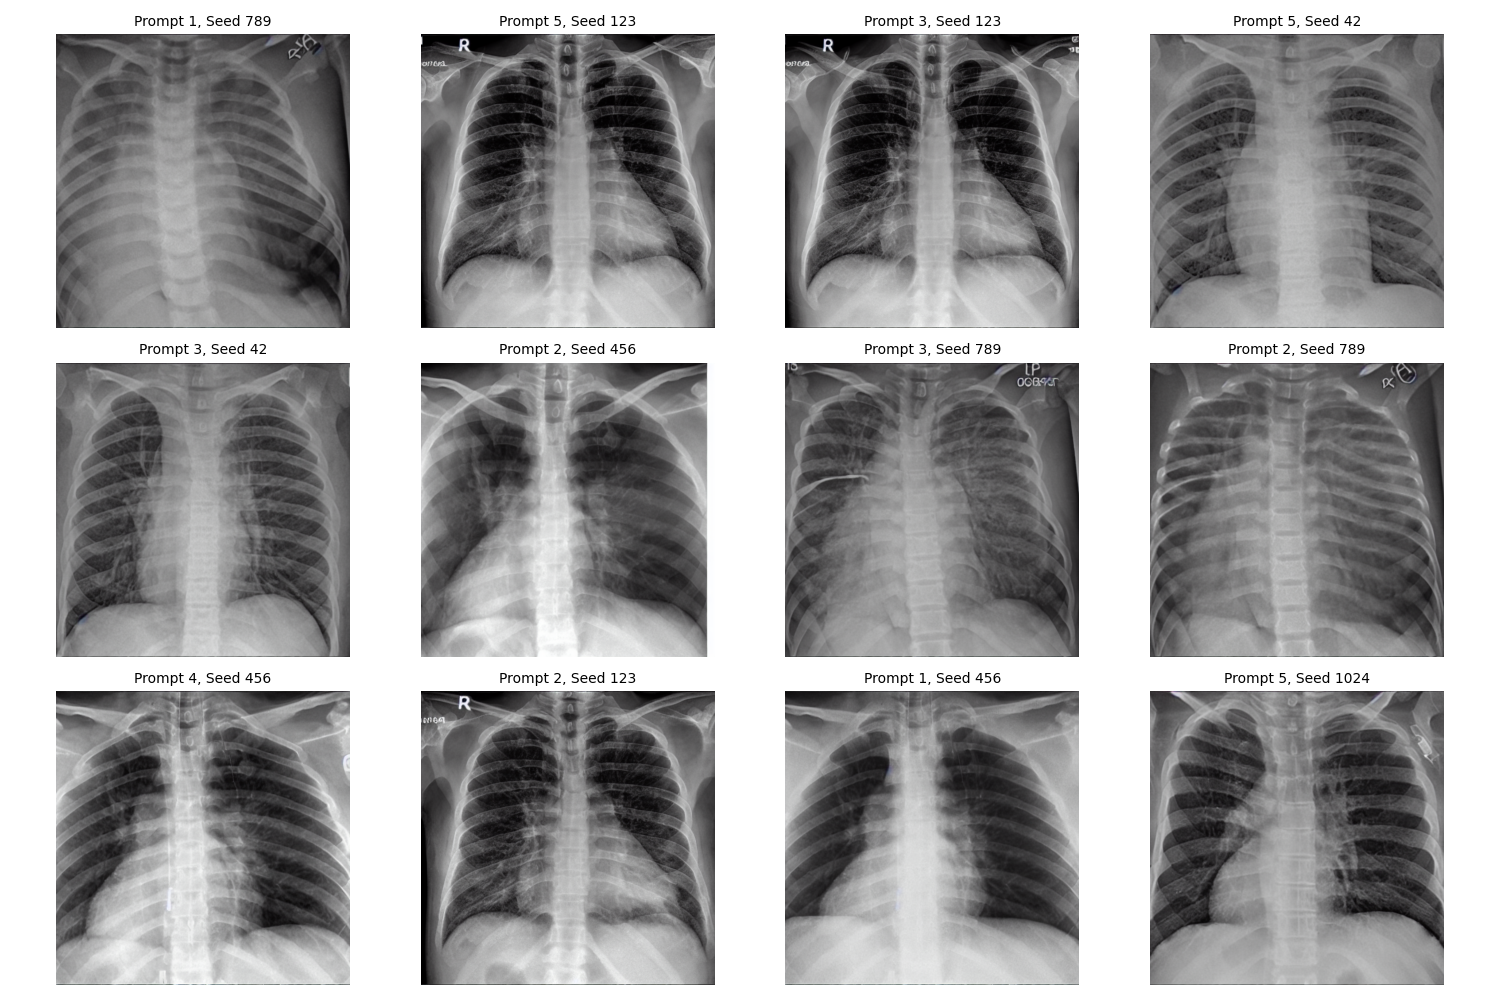 Prompt 1, Seed 789
Prompt 5, Seed 123
Prompt 3, Seed 123
Prompt 5, Seed 42
R
R
Prompt 3, Seed 42
Prompt 2, Seed 456
Prompt 3, Seed 789
Prompt 2, Seed 789
Prompt 4, Seed 456
Prompt 2, Seed 123
Prompt 1, Seed 456
Prompt 5, Seed 1024
R